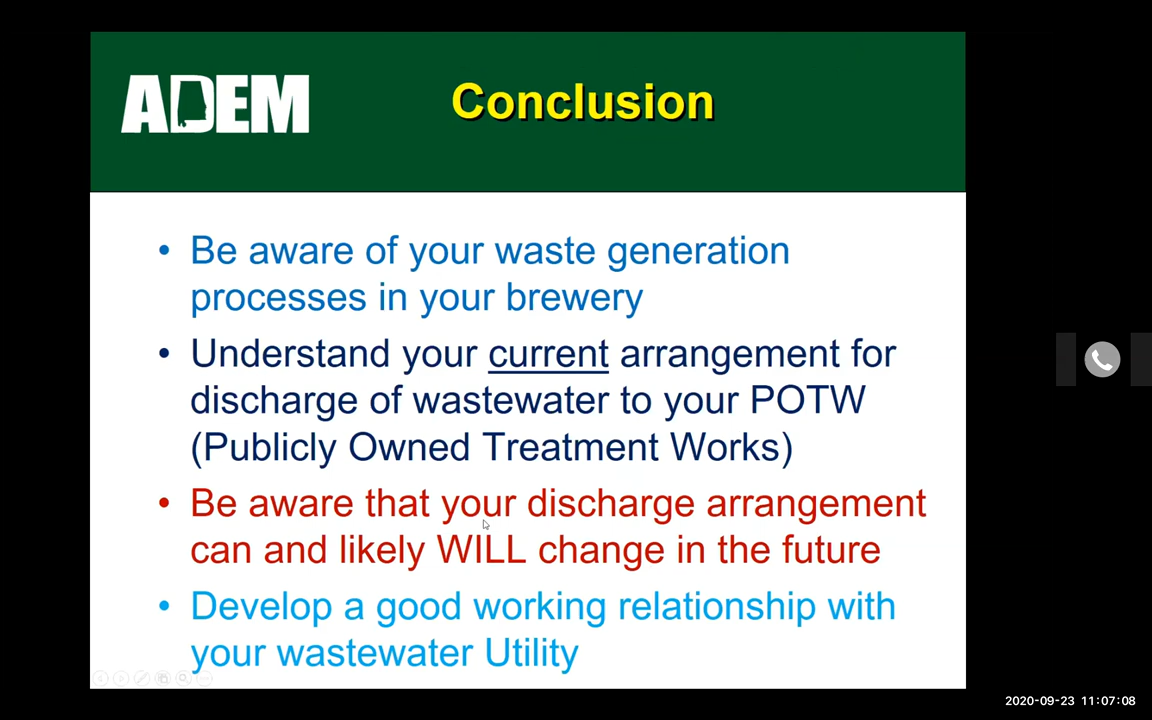 ADEM
Conclusion
• Be aware of your waste generation
processes in your brewery
• Understand your current arrangement for
discharge of wastewater to your POTW
(Publicly Owned Treatment Works)
• Be aware that your discharge arrangement
can and likely WILL change in the future
• Develop a good working relationship with
your wastewater Utility
2020-09-23 11:07:08